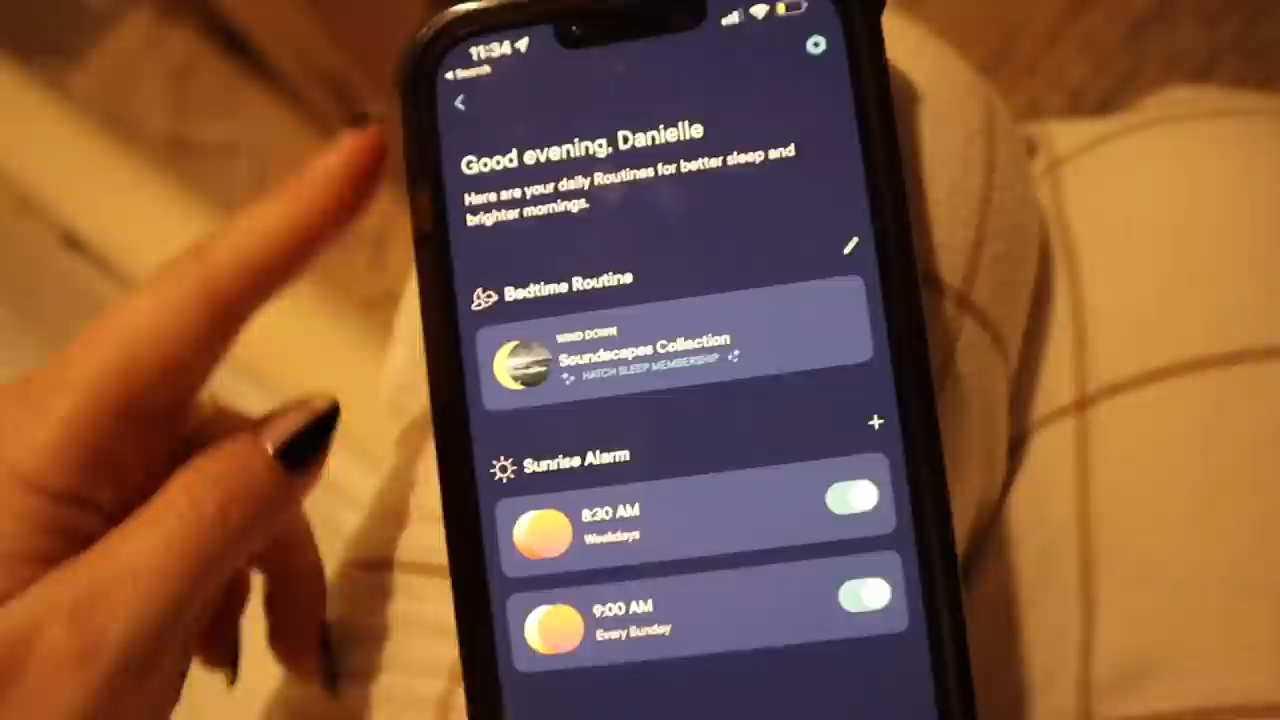 11:34
Search
Good evening, Danielle
Here are your daily Routines for better sleep and
brighter mornings.
Bedtime Routine
WIND DOWN
Soundscapes Collection
HATCH SLEEP MEMBERSHIP
Sunrise Alarm
8:30 AM
Weekdays
9:00 AM
Every Sunday